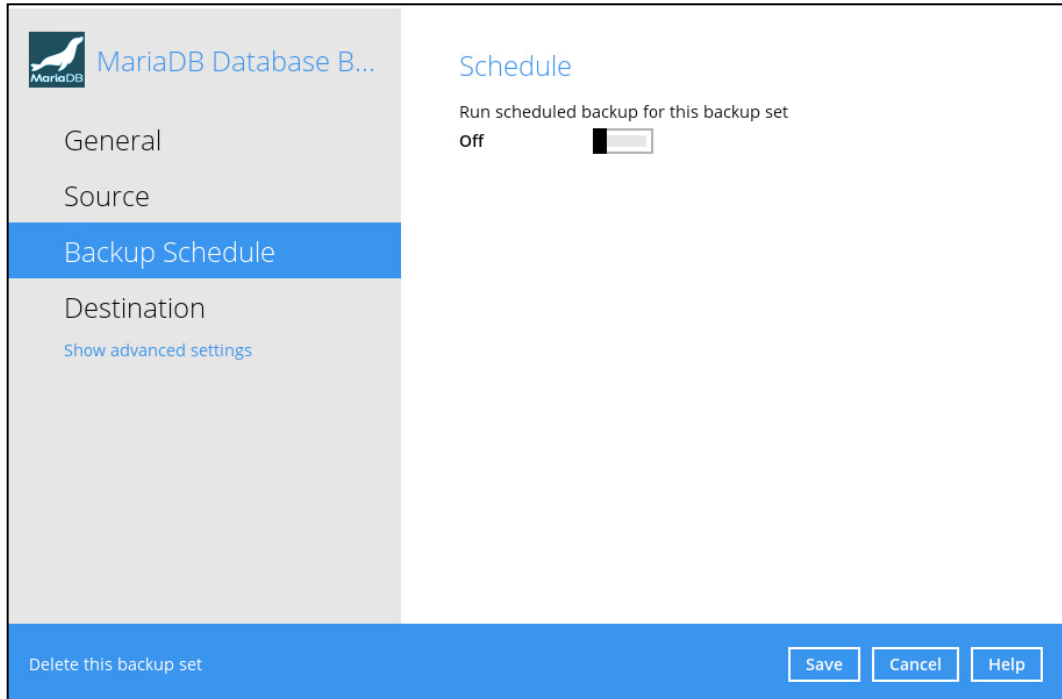 MariaDB
MariaDB Database B...
General
Source
Backup Schedule
Destination
Show advanced settings
Schedule
Run scheduled backup for this backup set
Off
Delete this backup set
Save
Cancel
Help